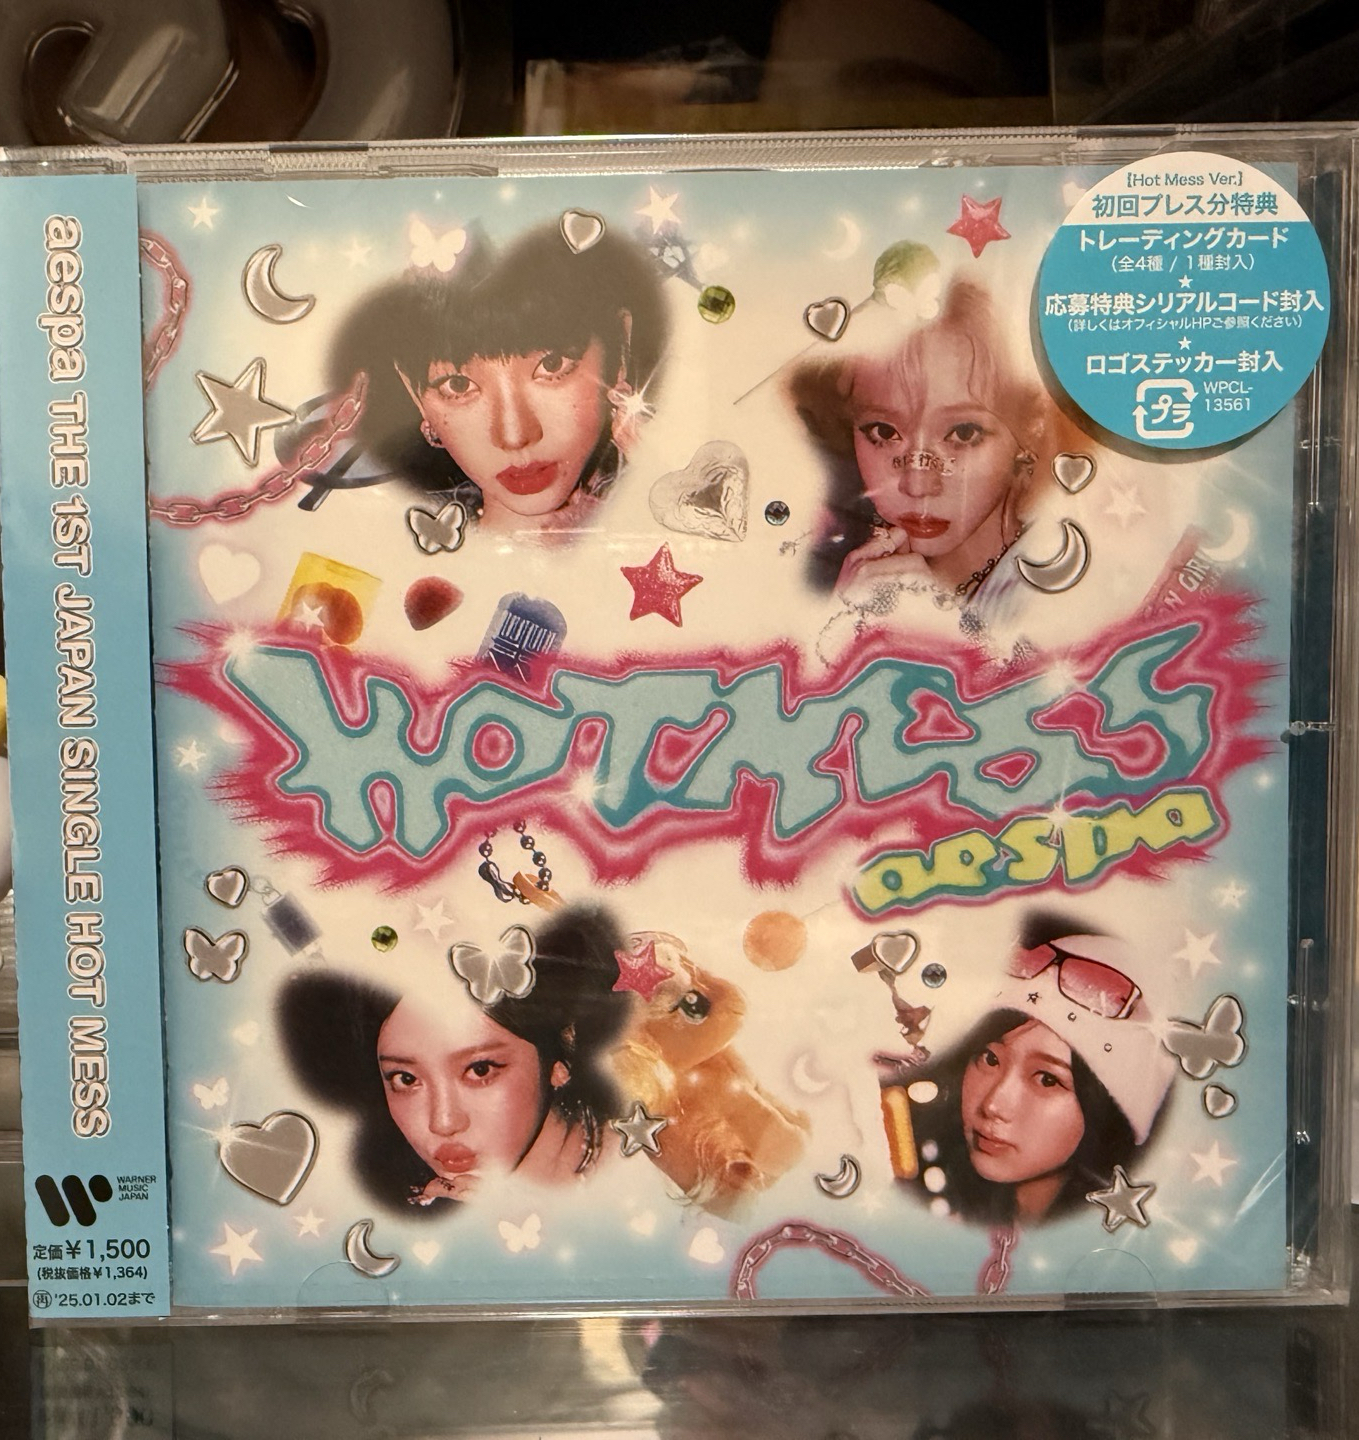 aespa THE 1ST JAPAN SINGLE HOT MESS
WARNER
MUSIC
JAPAN
定価¥1,500
(税抜価格¥1,364)
再 '25.01.02まで
【Hot Mess Ver.】
初回プレス分特典
トレーディングカード
(全4種 / 1種封入)
★
応募特典シリアルコード封入
(詳しくはオフィシャルHPご参照ください)
★
ロゴステッカー封入
プラ
WPCL-
13561
HOT MESS
aespa